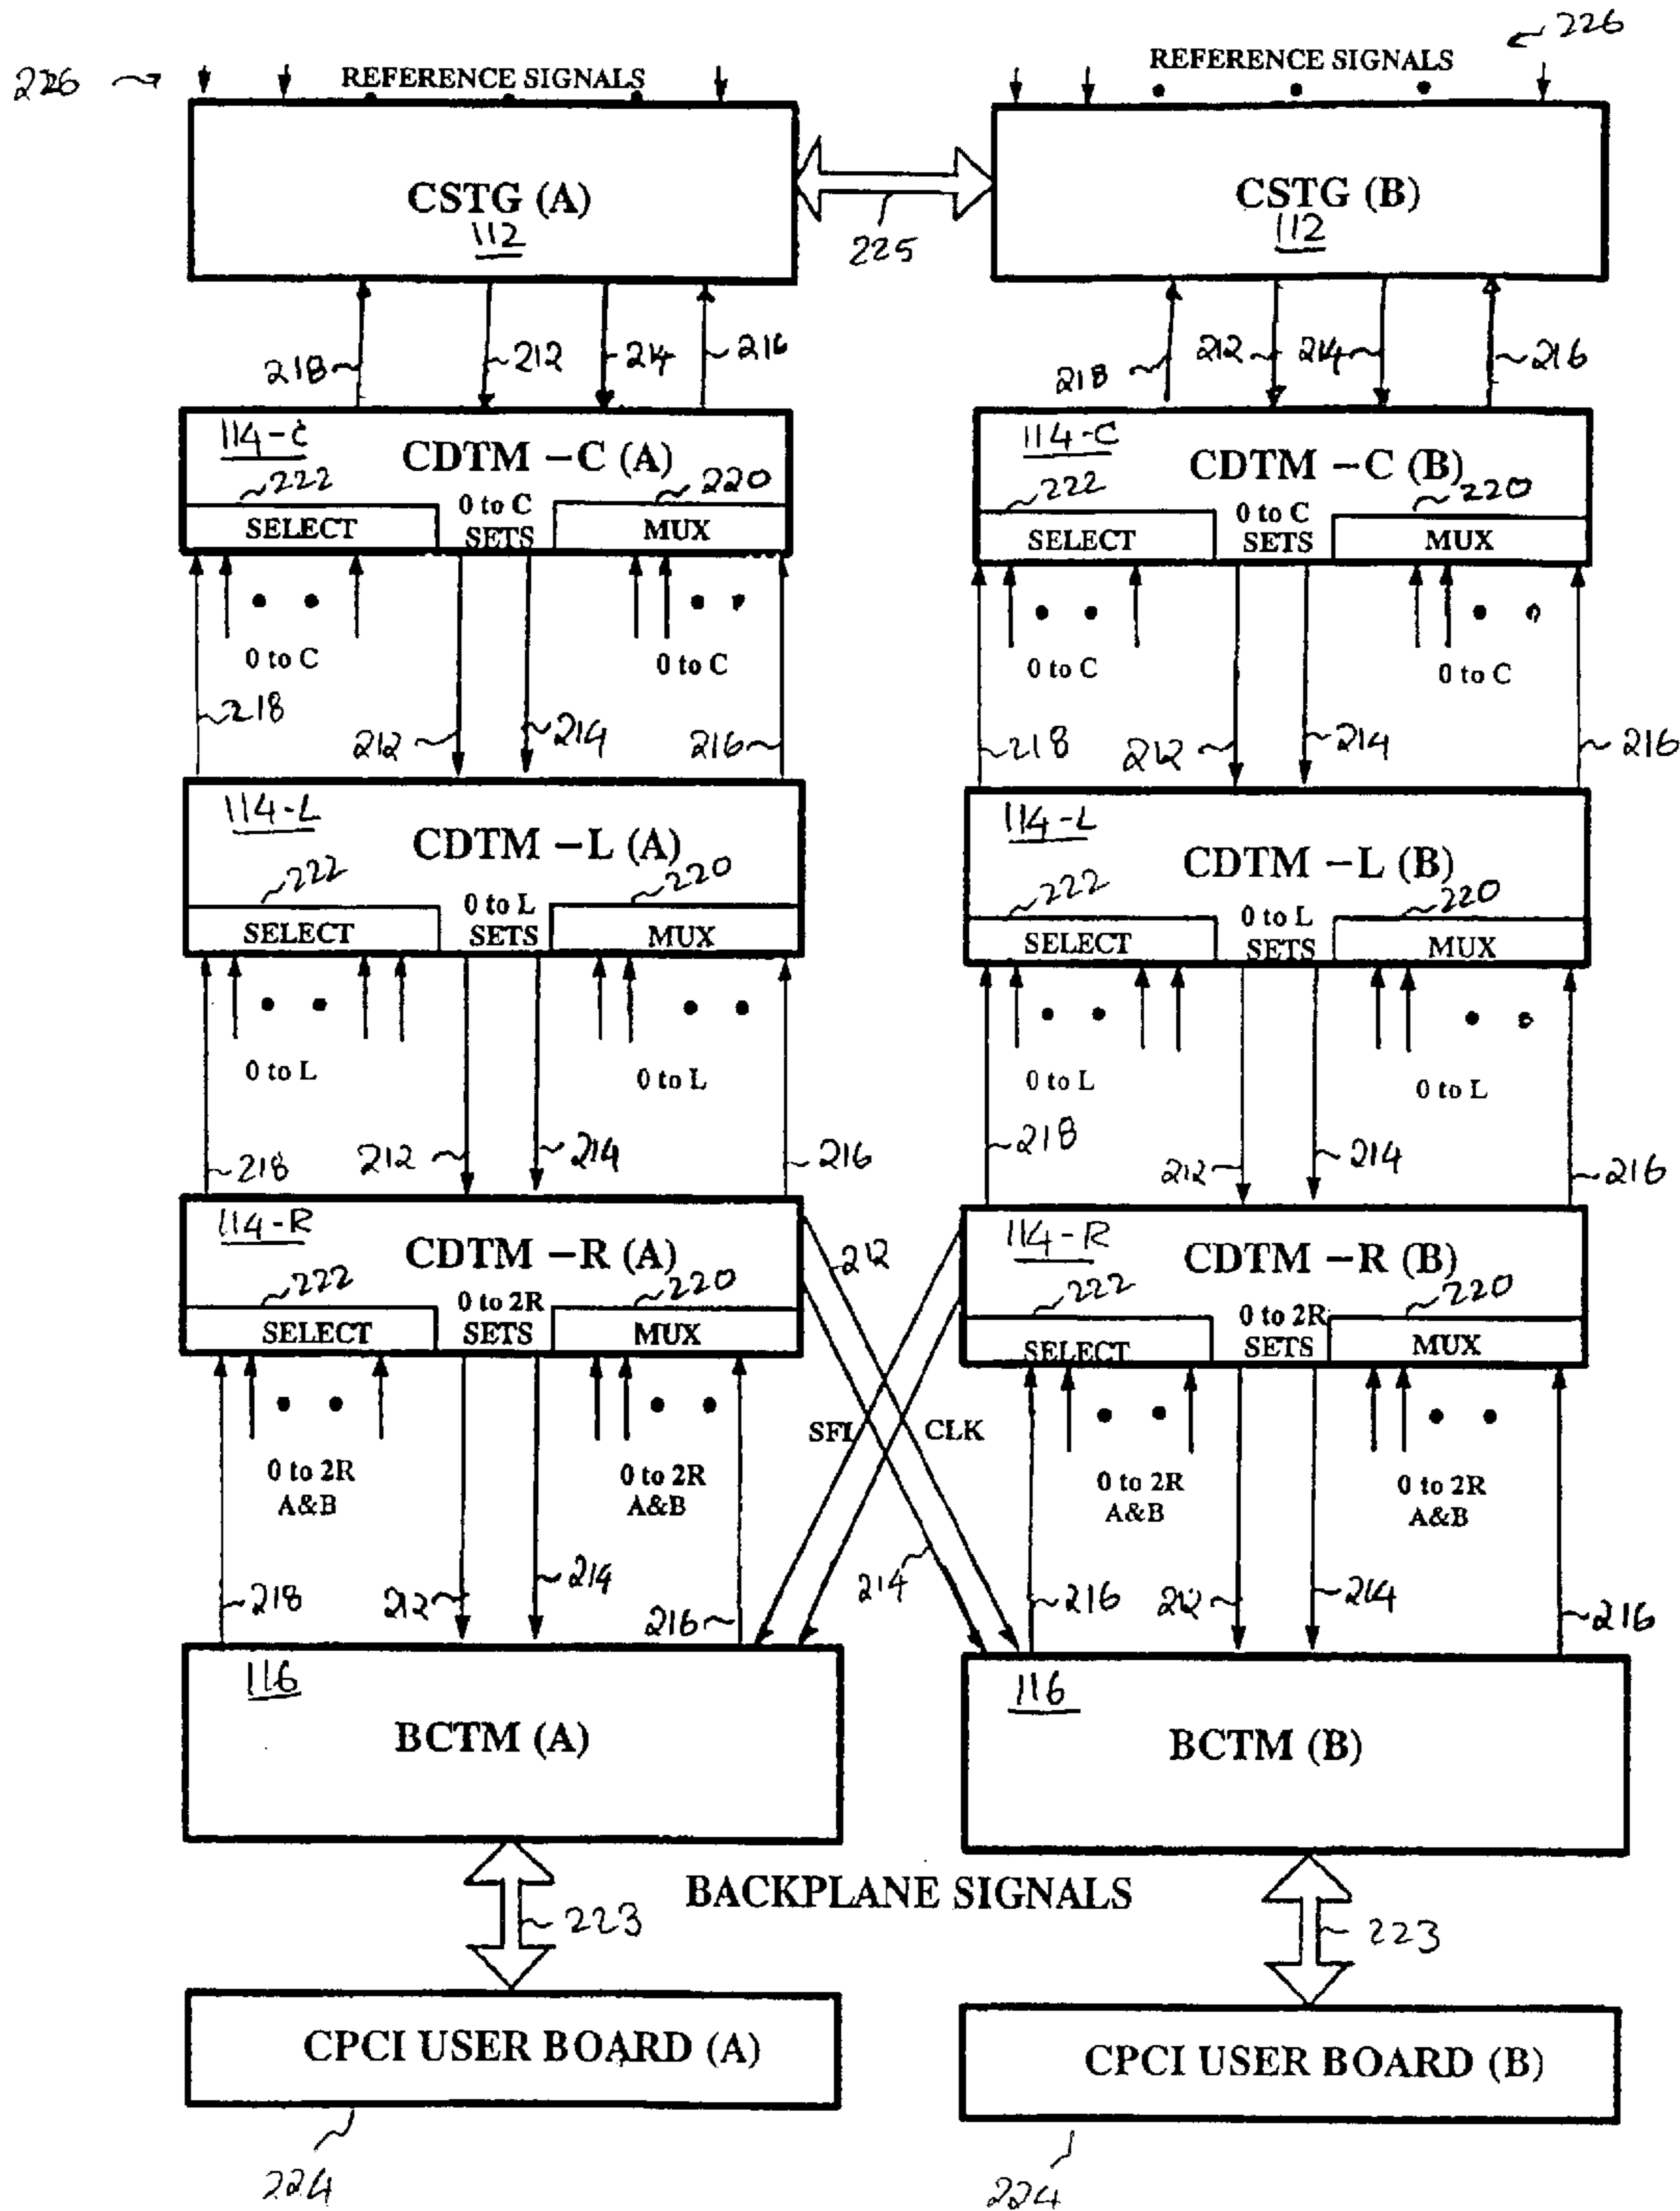 226
226
REFERENCE SIGNALS
REFERENCE SIGNALS
CSTG (A)
112
225
CSTG (B)
112
218
212
214
216
218
212
214
216
114-C
CDTM –C (A)
222
0 to C
SETS
220
SELECT
MUX
114-C
CDTM –C (B)
222
0 to C
SETS
220
SELECT
MUX
0 to C
0 to C
0 to C
0 to C
218
212
214
216
218
212
214
216
114-L
CDTM –L (A)
222
0 to L
SETS
220
SELECT
MUX
114-L
CDTM –L (B)
222
0 to L
SETS
220
SELECT
MUX
0 to L
0 to L
0 to L
0 to L
218
212
214
216
218
212
214
216
114-R
CDTM –R (A)
222
0 to 2R
SETS
220
SELECT
MUX
212
114-R
CDTM –R (B)
222
0 to 2R
SETS
220
SELECT
MUX
SFI
CLK
0 to 2R
A&B
0 to 2R
A&B
0 to 2R
A&B
0 to 2R
A&B
218
212
214
216
214
216
212
214
216
116
BCTM (A)
116
BCTM (B)
BACKPLANE SIGNALS
223
223
CPCI USER BOARD (A)
CPCI USER BOARD (B)
224
224